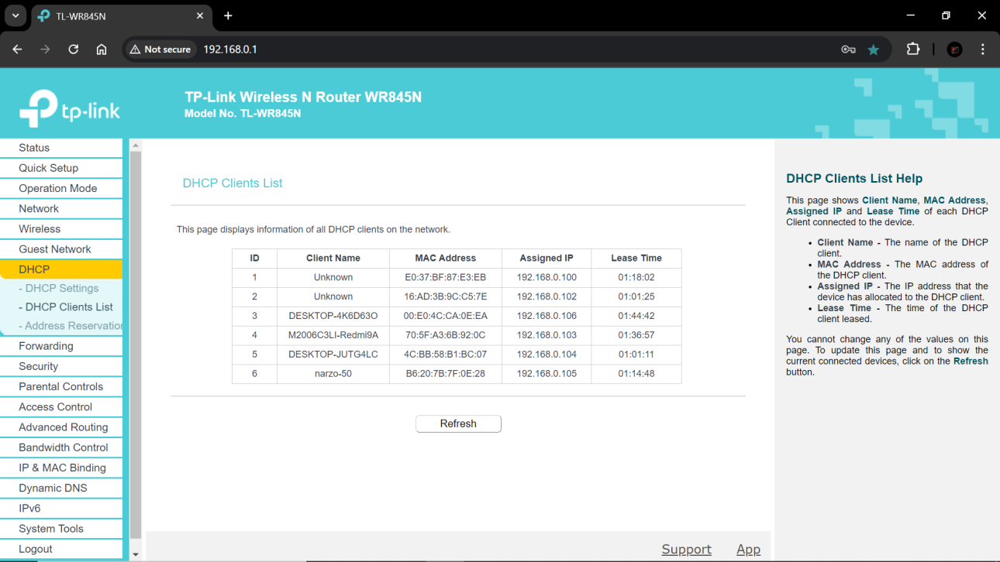 TL-WR845N
Not secure 192.168.0.1
tp-link
TP-Link Wireless N Router WR845N
Model No. TL-WR845N
Status
Quick Setup
Operation Mode
Network
Wireless
Guest Network
DHCP
- DHCP Settings
- DHCP Clients List
- Address Reservation
Forwarding
Security
Parental Controls
Access Control
Advanced Routing
Bandwidth Control
IP & MAC Binding
Dynamic DNS
IPv6
System Tools
Logout
DHCP Clients List
This page displays information of all DHCP clients on the network.
ID Client Name MAC Address Assigned IP Lease Time
1 Unknown E0:37:BF:87:E3:EB 192.168.0.100 01:18:02
2 Unknown 16:AD:3B:9C:C5:7E 192.168.0.102 01:01:25
3 DESKTOP-4K6D63O 00:E0:4C:CA:0E:EA 192.168.0.106 01:44:42
4 M2006C3LI-Redmi9A 70:5F:A3:6B:92:0C 192.168.0.103 01:36:57
5 DESKTOP-JUTG4LC 4C:BB:58:B1:BC:07 192.168.0.104 01:01:11
6 narzo-50 B6:20:7B:7F:0E:28 192.168.0.105 01:14:48
Refresh
Support App
DHCP Clients List Help
This page shows Client Name, MAC Address,
Assigned IP and Lease Time of each DHCP
Client connected to the device.
• Client Name - The name of the DHCP
client.
• MAC Address - The MAC address of
the DHCP client.
• Assigned IP - The IP address that the
device has allocated to the DHCP client.
• Lease Time - The time of the DHCP
client leased.
You cannot change any of the values on this
page. To update this page and to show the
current connected devices, click on the Refresh
button.